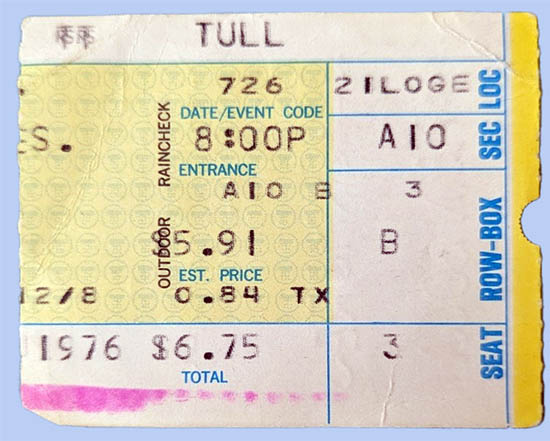 TULL
726 21LOGE LOC
DATE/EVENT CODE
OUTDOOR RAINCHECK
S. 8:00P A10 SEC
ENTRANCE
A10 B 3
$5.91 B ROW-BOX
EST. PRICE
12/8 0.84 TX
1976 $6.75 3 SEAT
TOTAL